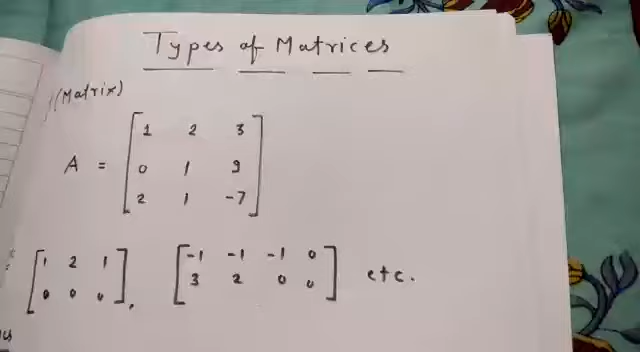 Types of Matrices
(Matrix)
A = [1 2 3
0 1 9
2 1 -7]
= [1 2 1
0 0 0], [-1 -1 -1 0
3 2 0 0] etc.